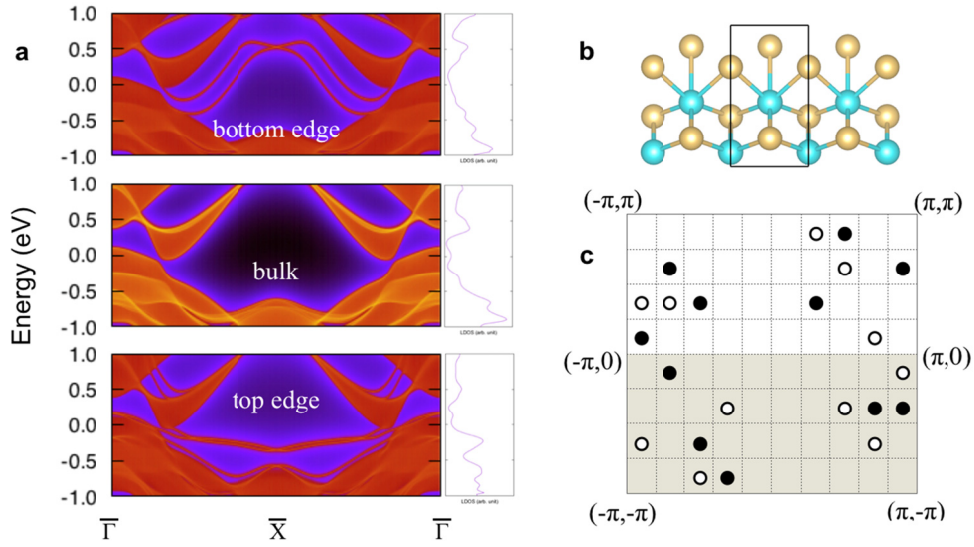 a
Energy (eV)
1.0
0.5
0.0
-0.5
-1.0
bottom edge
LDOS (arb. unit)
1.0
0.5
0.0
-0.5
-1.0
bulk
LDOS (arb. unit)
1.0
0.5
0.0
-0.5
-1.0
top edge
LDOS (arb. unit)
Γ̅ X̅ Γ̅
b
c
(-π,π) (π,π)
(-π,0) (π,0)
(-π,-π) (π,-π)